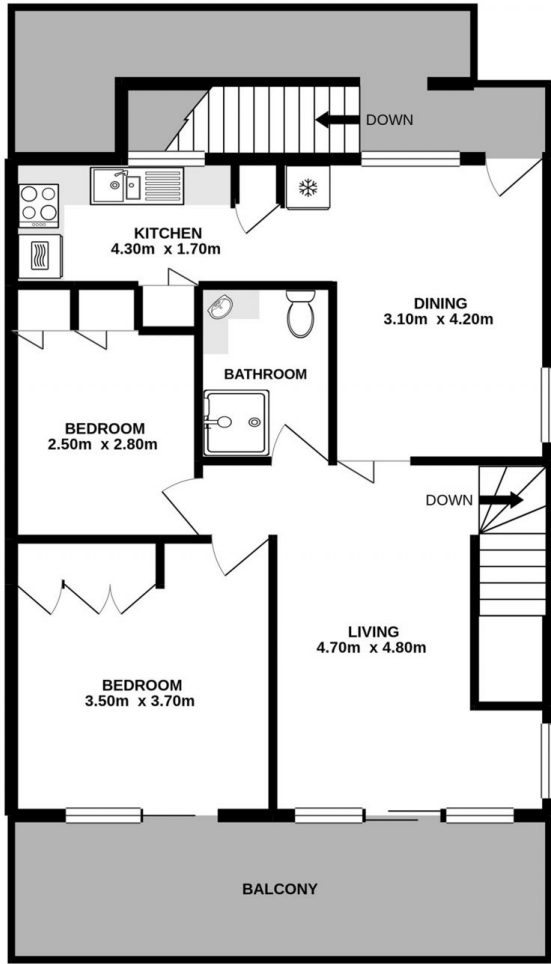 DOWN
KITCHEN
4.30m x 1.70m
DINING
3.10m x 4.20m
BATHROOM
BEDROOM
2.50m x 2.80m
DOWN
LIVING
4.70m x 4.80m
BEDROOM
3.50m x 3.70m
BALCONY